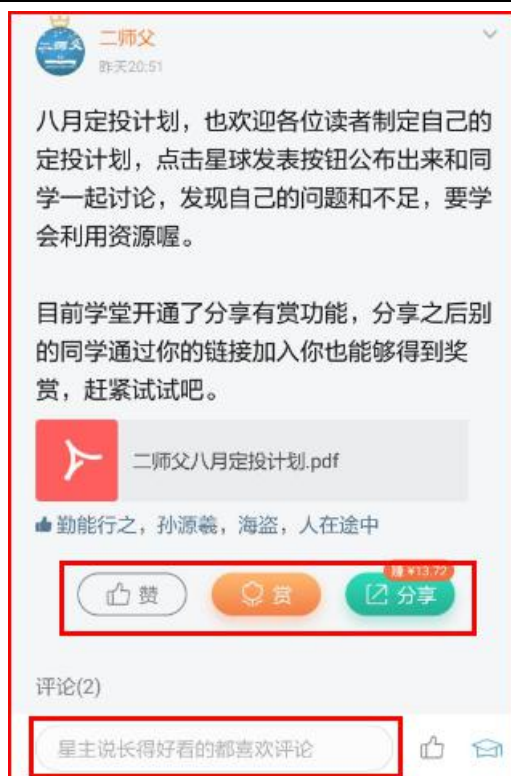 二师父
二师父
昨天20:51
八月定投计划，也欢迎各位读者制定自己的
定投计划，点击星球发表按钮公布出来和同
学一起讨论，发现自己的问题和不足，要学
会利用资源喔。
目前学堂开通了分享有赏功能，分享之后别
的同学通过你的链接加入你也能够得到奖
赏，赶紧试试吧。
二师父八月定投计划.pdf
勤能行之，孙源羲，海盗，人在途中
赚 ¥13.72
赞 赏 分享
评论(2)
星主说长得好看的都喜欢评论